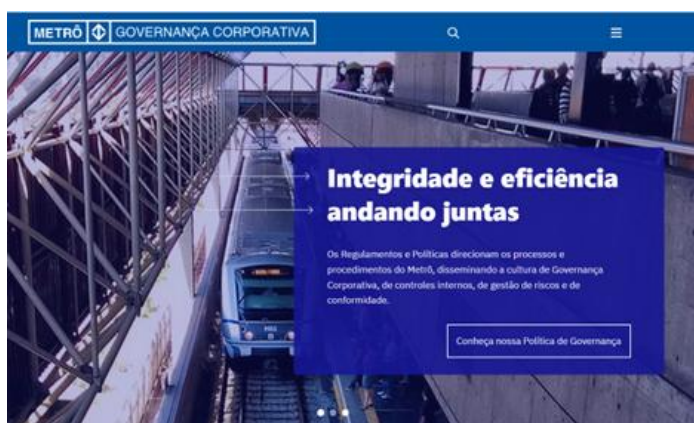 METRÔ GOVERNANÇA CORPORATIVA
Integridade e eficiência
andando juntas
Os Regulamentos e Políticas direcionam os processos e
procedimentos do Metrô, disseminando a cultura de Governança
Corporativa, de controles internos, de gestão de riscos e de
conformidade.
Conheça nossa Política de Governança